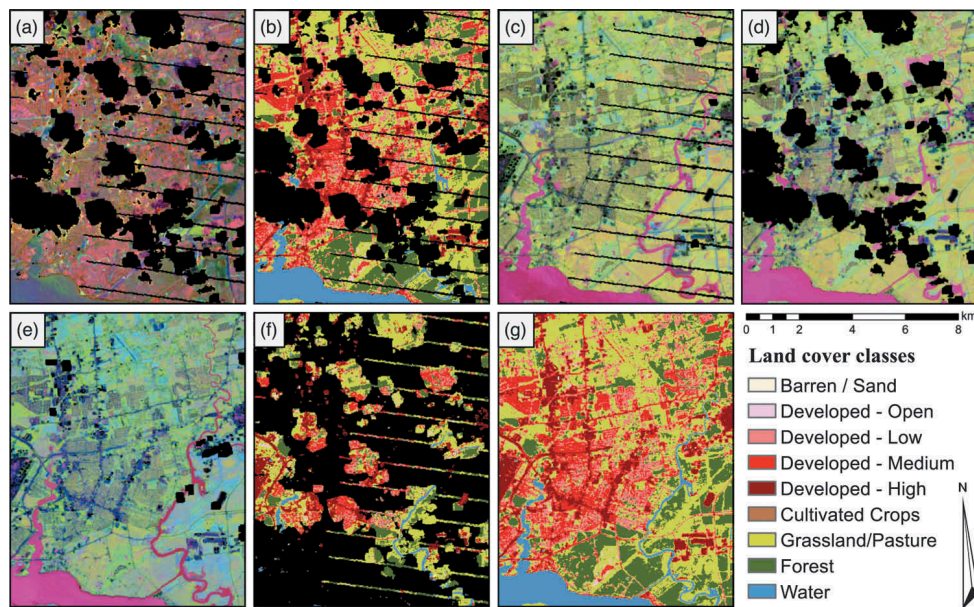 (a)
(b)
(c)
(d)
0 1 2 4 6 8
km
(e)
(f)
(g)
Land cover classes
Barren / Sand
Developed - Open
Developed - Low
Developed - Medium
Developed - High
Cultivated Crops
Grassland/Pasture
Forest
Water
N